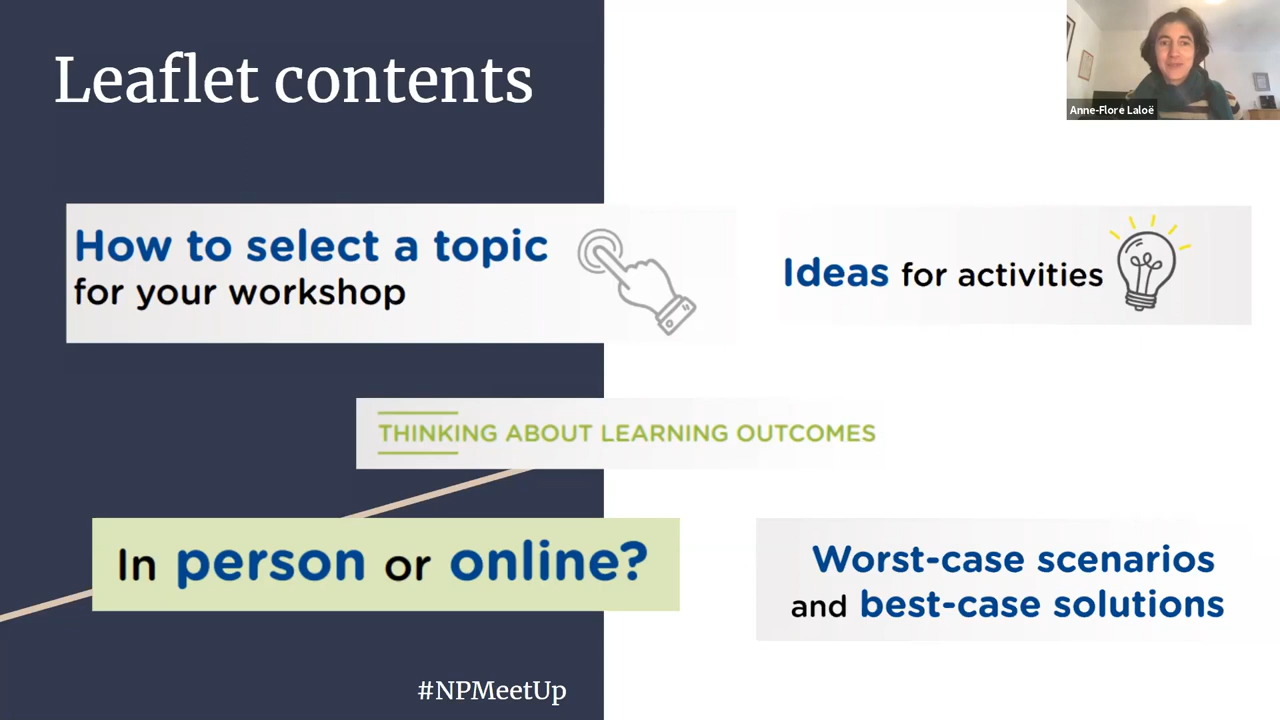 Leaflet contents
Anne-Flore Laloë
How to select a topic
for your workshop
Ideas for activities
THINKING ABOUT LEARNING OUTCOMES
In person or online?
Worst-case scenarios
and best-case solutions
#NPMeetUp